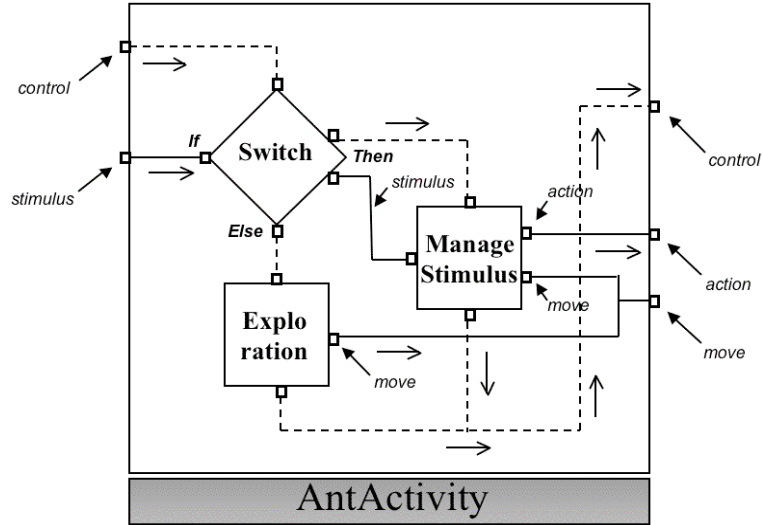 control
If
Switch
Then
stimulus
stimulus
action
control
Else
Manage
Stimulus
action
move
Explo
ration
move
move
AntActivity